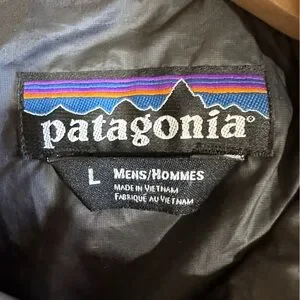 patagonia®
L MENS/HOMMES
MADE IN VIETNAM
FABRIQUÉ AU VIETNAM